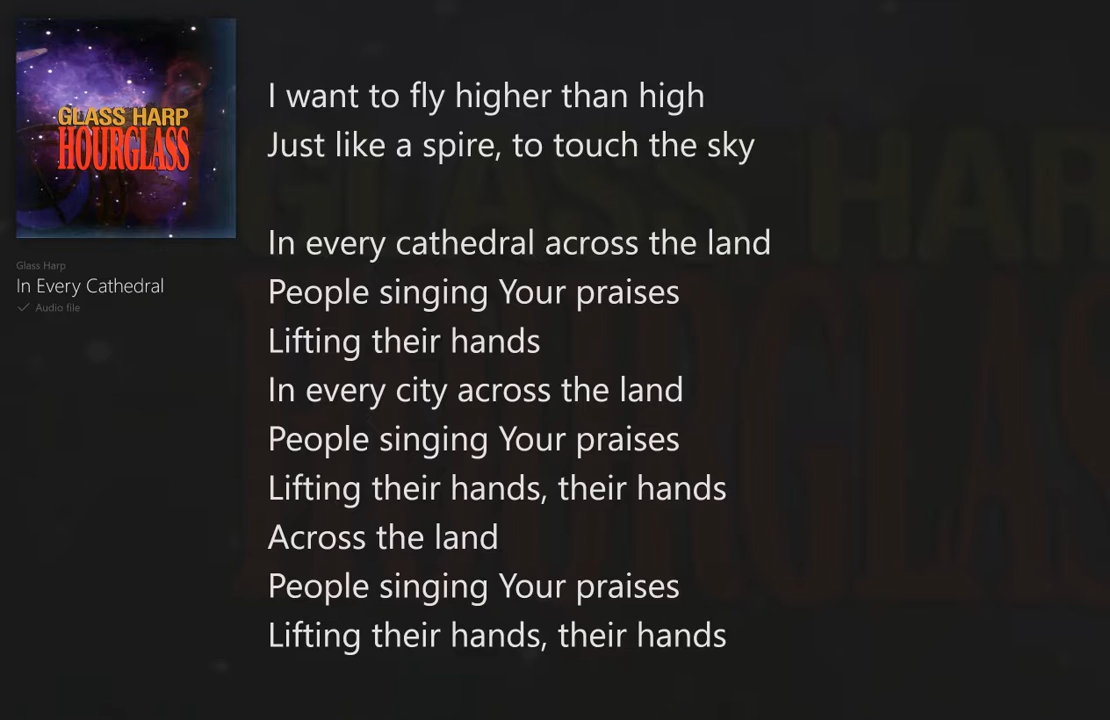 GLASS HARP
HOURGLASS
Glass Harp
In Every Cathedral
Audio file
I want to fly higher than high
Just like a spire, to touch the sky
In every cathedral across the land
People singing Your praises
Lifting their hands
In every city across the land
People singing Your praises
Lifting their hands, their hands
Across the land
People singing Your praises
Lifting their hands, their hands